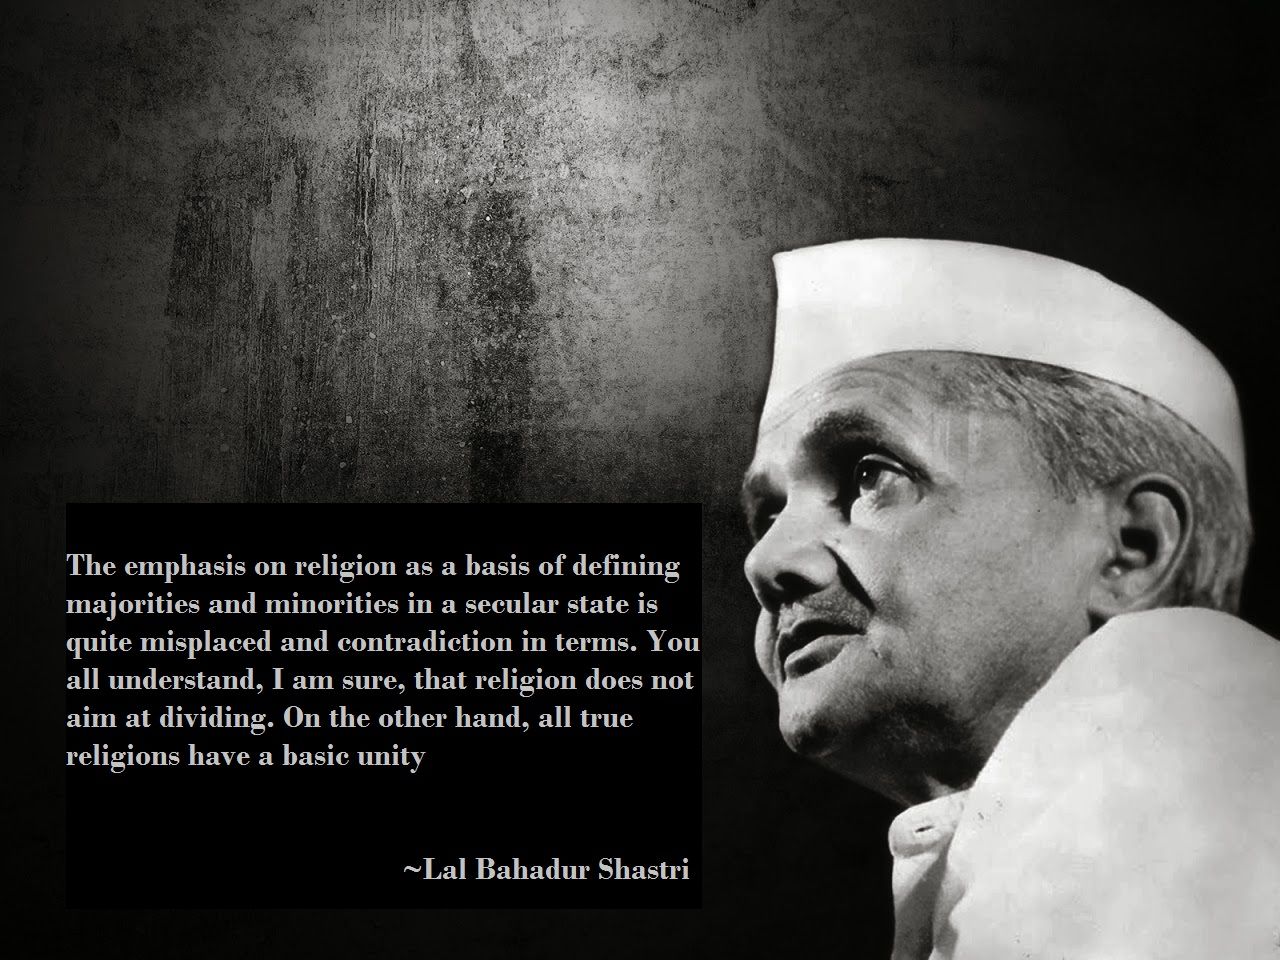 The emphasis on religion as a basis of defining
majorities and minorities in a secular state is
quite misplaced and contradiction in terms. You
all understand, I am sure, that religion does not
aim at dividing. On the other hand, all true
religions have a basic unity
~Lal Bahadur Shastri